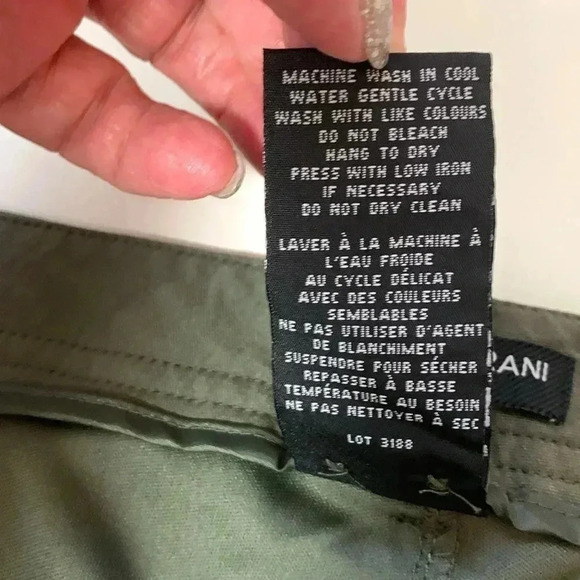 MACHINE WASH IN COOL
WATER GENTLE CYCLE
WASH WITH LIKE COLOURS
DO NOT BLEACH
HANG TO DRY
PRESS WITH LOW IRON
IF NECESSARY
DO NOT DRY CLEAN
LAVER À LA MACHINE À
L'EAU FROIDE
AU CYCLE DÉLICAT
AVEC DES COULEURS
SEMBLABLES
NE PAS UTILISER D'AGENT
DE BLANCHIMENT
SUSPENDRE POUR SÉCHER
REPASSER À BASSE
TEMPÉRATURE AU BESOIN
NE PAS NETTOYER À SEC
LOT 3188